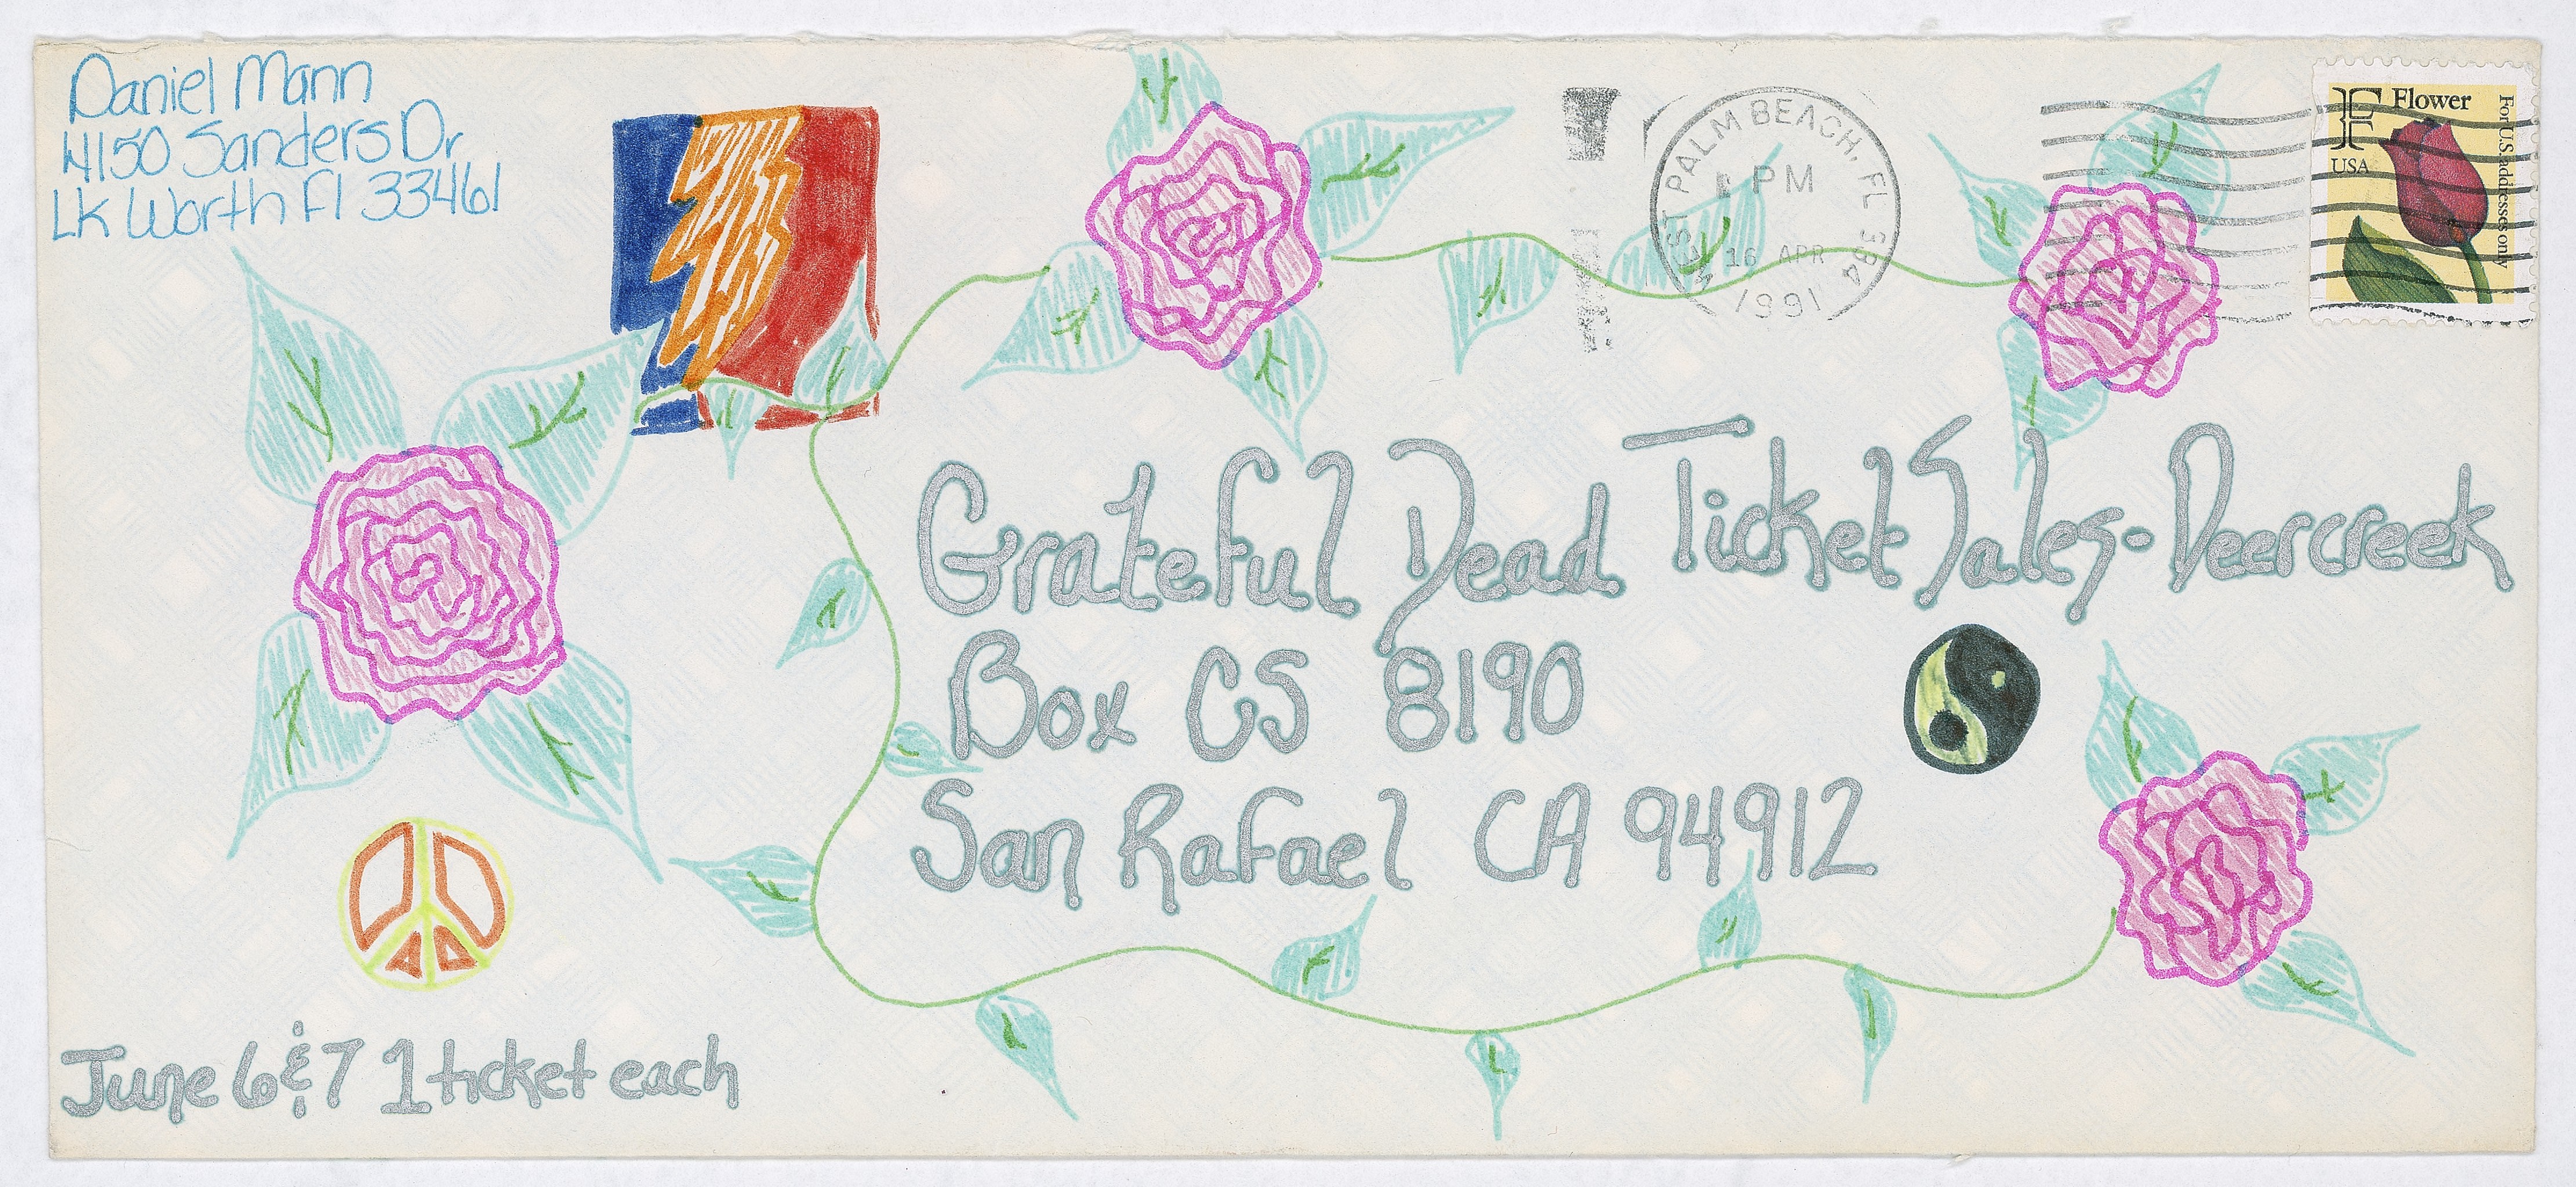 Daniel Mann
4150 Sanders Dr
Lk Worth Fl 33461
WEST PALM BEACH, FL 334
PM
16 APR
1991
F Flower
USA
For U.S. addresses only
Grateful Dead Ticket Sales-Deercreek
Box CS 8190
San Rafael CA 94912
June 6 & 7 1 ticket each